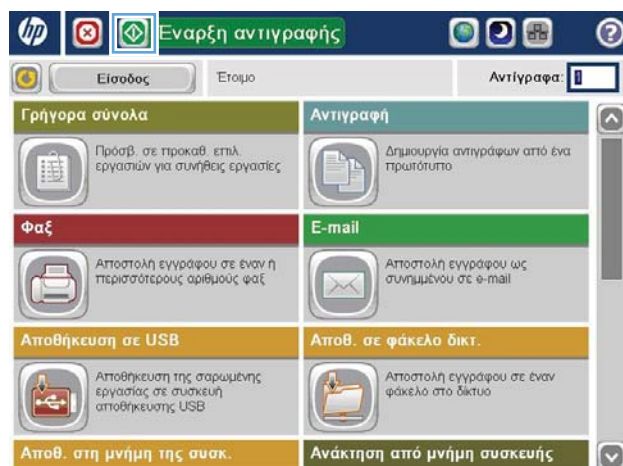 hp
Έναρξη αντιγραφής
?
Είσοδος
Έτοιμο
Αντίγραφα: 1
Γρήγορα σύνολα
Αντιγραφή
Πρόσβ. σε προκαθ. επιλ.
εργασιών για συνήθεις εργασίες
Δημιουργία αντιγράφων από ένα
πρωτότυπο
Φαξ
E-mail
Αποστολή εγγράφου σε έναν ή
περισσότερους αριθμούς φαξ
Αποστολή εγγράφου ως
συνημμένου σε e-mail
Αποθήκευση σε USB
Αποθ. σε φάκελο δικτ.
Αποθήκευση της σαρωμένης
εργασίας σε συσκευή
αποθήκευσης USB
Αποστολή εγγράφου σε έναν
φάκελο στο δίκτυο
Αποθ. στη μνήμη της συσκ.
Ανάκτηση από μνήμη συσκευής